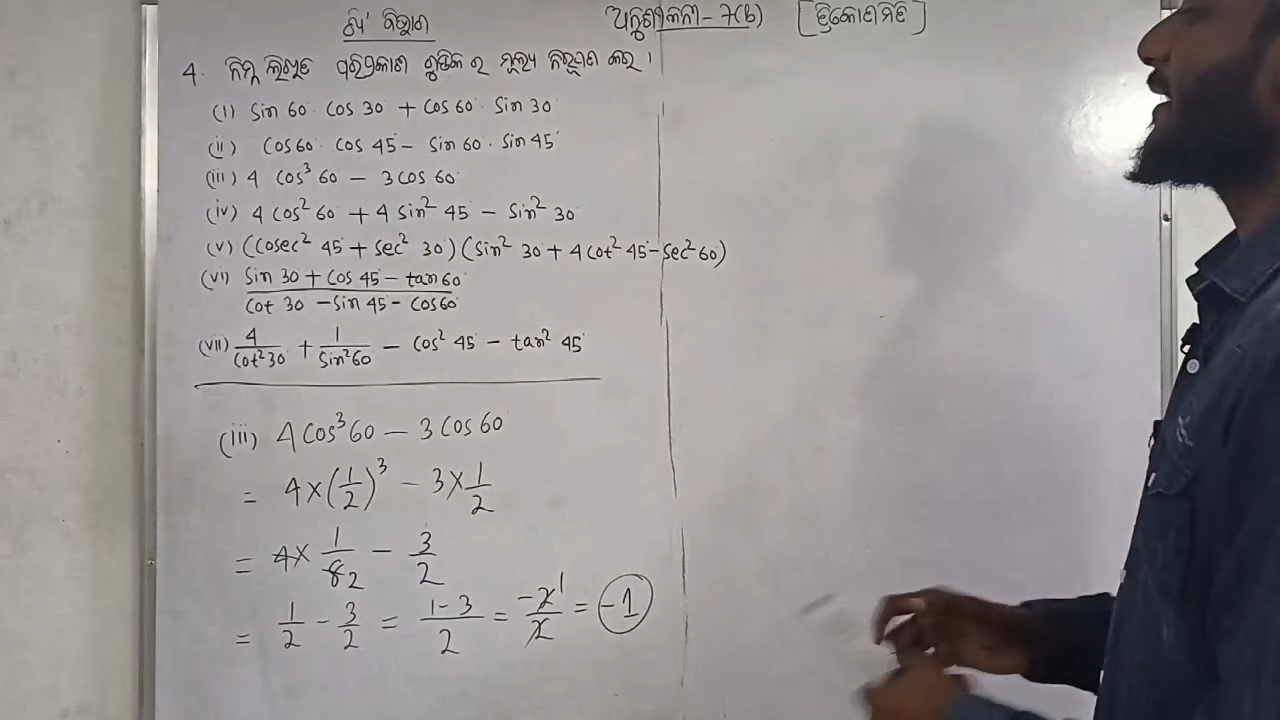 'ଖ' ବିଭାଗ
ଅନୁଶୀଳନୀ - 7(b) [ତ୍ରିକୋଣମିତି]
4. ନିମ୍ନ ଲିଖିତ ପରିପ୍ରକାଶ ଗୁଡିକ ର ମୂଲ୍ୟ ନିରୂପଣ କର ।
(i) Sin 60° Cos 30° + Cos 60° Sin 30°
(ii) Cos 60° Cos 45° − Sin 60° . Sin 45°
(iii) 4 Cos³ 60° − 3 Cos 60°
(iv) 4 Cos² 60° + 4 Sin² 45° − Sin² 30°
(v) (Cosec² 45° + Sec² 30°) (Sin² 30° + 4 Cot² 45° − Sec² 60°)
(vi) Sin 30° + Cos 45° − tan 60°
Cot 30° − Sin 45° − Cos 60°
(vii) 4/Cot² 30° + 1/Sin² 60° − Cos² 45° − tan² 45°
(iii) 4 Cos³ 60° − 3 Cos 60°
= 4 × (1/2)³ − 3 × 1/2
= 4 × 1/8 2 − 3/2
= 1/2 − 3/2 = 1-3/2 = -2 1/2 = -1